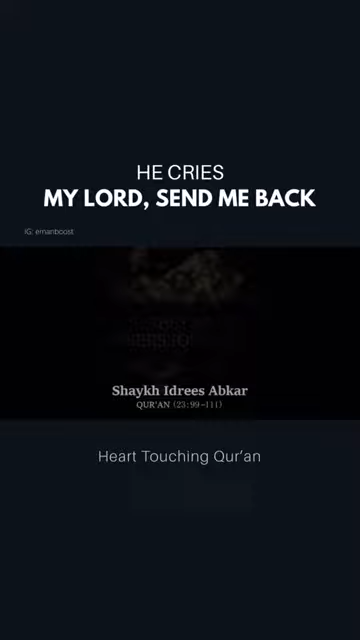 HE CRIES
MY LORD, SEND ME BACK
IG: emanboost
Shaykh Idrees Abkar
QUR'AN (23:99-111)
Heart Touching Qur'an